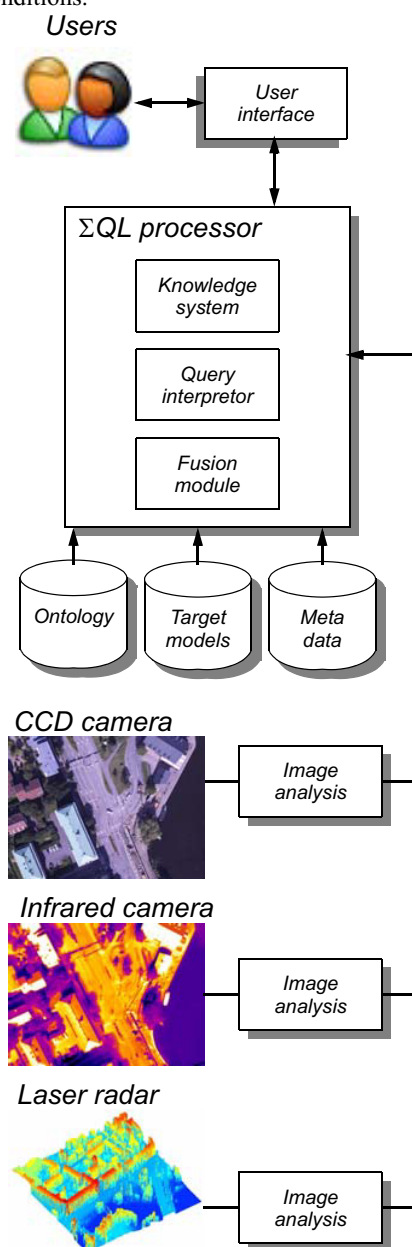 nditions.
Users
User
interface
ΣQL processor
Knowledge
system
Query
interpretor
Fusion
module
Ontology
Target
models
Meta
data
CCD camera
Image
analysis
Infrared camera
Image
analysis
Laser radar
Image
analysis